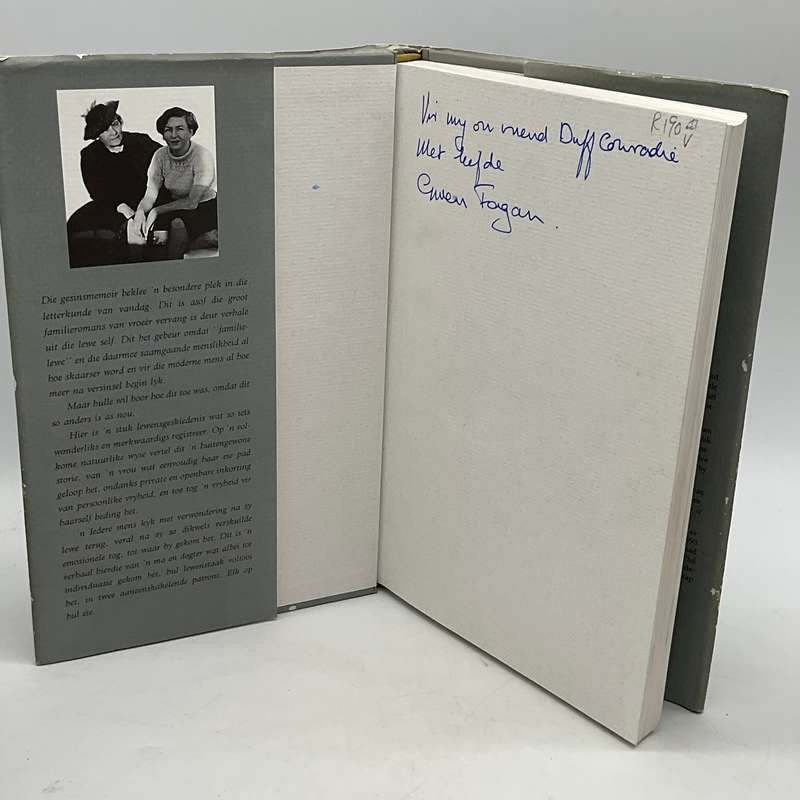 Die gesinsmemoir beklee 'n besondere plek in die
letterkunde van vandag. Dit is asof die groot
familieromans van vroeër vervang is deur verhale
uit die lewe self. Dit het gebeur omdat "familie-
lewe" en die daarmee saamgaande menslikheid al
hoe skaarser word en vir die moderne mens al hoe
meer na versinsel begin lyk.
Maar hulle wil hoor hoe dit toe was, omdat dit
so anders is as nou.
Hier is 'n stuk lewensgeskiedenis wat so iets
wonderliks en merkwaardigs registreer. Op 'n vol-
kome natuurlike wyse vertel dit 'n buitengewone
storie, van 'n vrou wat eenvoudig haar eie pad
geloop het, ondanks private en openbare inkorting
van persoonlike vryheid, en toe tog 'n vryheid vir
haarself beding het.
'n Iedere mens kyk met verwondering na sy
lewe terug, veral na sy so dikwels verskuilde
emosionele tog, tot waar hy gekom het. Dit is 'n
verhaal hierdie van 'n ma en dogter wat albei tot
individuasie gekom het, hul lewenstaak voltooi
het, in twee aaneenskakelende patrone. Elk op
hul eie.
R190
Vir my ou vriend Duff Conradie
Met liefde
Gwen Fagan.